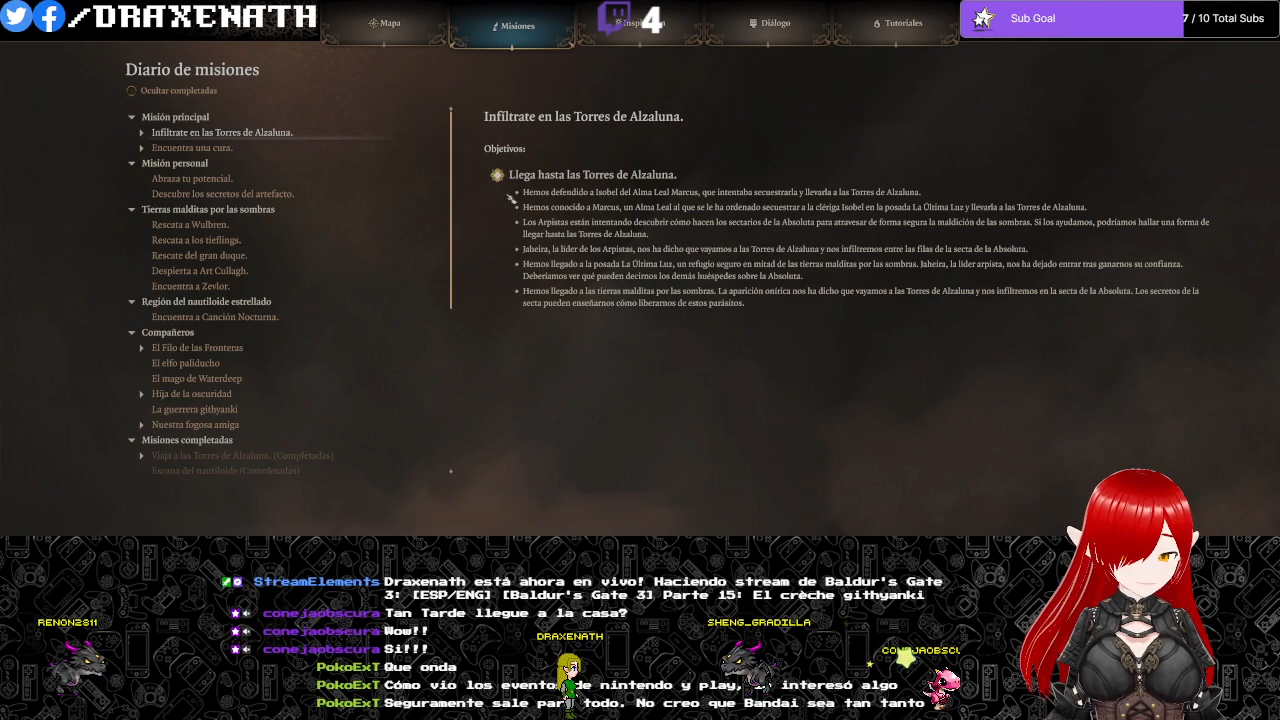 /DRAXENATH
Mapa
Misiones
4
Diálogo
Tutoriales
Sub Goal
7 / 10 Total Subs
Diario de misiones
Ocultar completadas
Misión principal
Infíltrate en las Torres de Alzaluna.
Encuentra una cura.
Misión personal
Abraza tu potencial.
Descubre los secretos del artefacto.
Tierras malditas por las sombras
Rescata a Wulbren.
Rescata a los tieflings.
Rescate del gran duque.
Despierta a Art Cullagh.
Encuentra a Zevlor.
Región del nautiloide estrellado
Encuentra a Canción Nocturna.
Compañeros
El Filo de las Fronteras
El elfo paliducho
El mago de Waterdeep
Hija de la oscuridad
La guerrera githyanki
Nuestra fogosa amiga
Misiones completadas
Viaja a las Torres de Alzaluna. (Completadas)
Escapa del nautiloide (Completadas)
Infíltrate en las Torres de Alzaluna.
Objetivos:
Llega hasta las Torres de Alzaluna.
Hemos defendido a Isobel del Alma Leal Marcus, que intentaba secuestrarla y llevarla a las Torres de Alzaluna.
Hemos conocido a Marcus, un Alma Leal al que se le ha ordenado secuestrar a la clériga Isobel en la posada La Última Luz y llevarla a las Torres de Alzaluna.
Los Arpistas están intentando descubrir cómo hacen los sectarios de la Absoluta para atravesar de forma segura la maldición de las sombras. Si los ayudamos, podríamos hallar una forma de
llegar hasta las Torres de Alzaluna.
Jaheira, la líder de los Arpistas, nos ha dicho que vayamos a las Torres de Alzaluna y nos infiltremos entre las filas de la secta de la Absoluta.
Hemos llegado a la posada La Última Luz, un refugio seguro en mitad de las tierras malditas por las sombras. Jaheira, la líder arpista, nos ha dejado entrar tras ganarnos su confianza.
Deberíamos ver qué pueden decirnos los demás huéspedes sobre la Absoluta.
Hemos llegado a las tierras malditas por las sombras. La aparición onírica nos ha dicho que vayamos a las Torres de Alzaluna y nos infiltremos en la secta de la Absoluta. Los secretos de la
secta pueden enseñarnos cómo liberarnos de estos parásitos.
StreamElements Draxenath está ahora en vivo! Haciendo stream de Baldur's Gate
3: [ESP/ENG] [Baldur's Gate 3] Parte 15: El crèche githyanki
conejaobscura Tan Tarde llegue a la casa?
conejaobscura Wow!!
conejaobscura Si!!!
PokoExT Que onda
PokoExT Cómo vio los evento de nintendo y play, interesó algo
PokoExT Seguramente sale par todo. No creo que Bandai sea tan tanto
RENON2811
DRAXENATH
SHENG_GRADILLA
CONEJAOBSCU